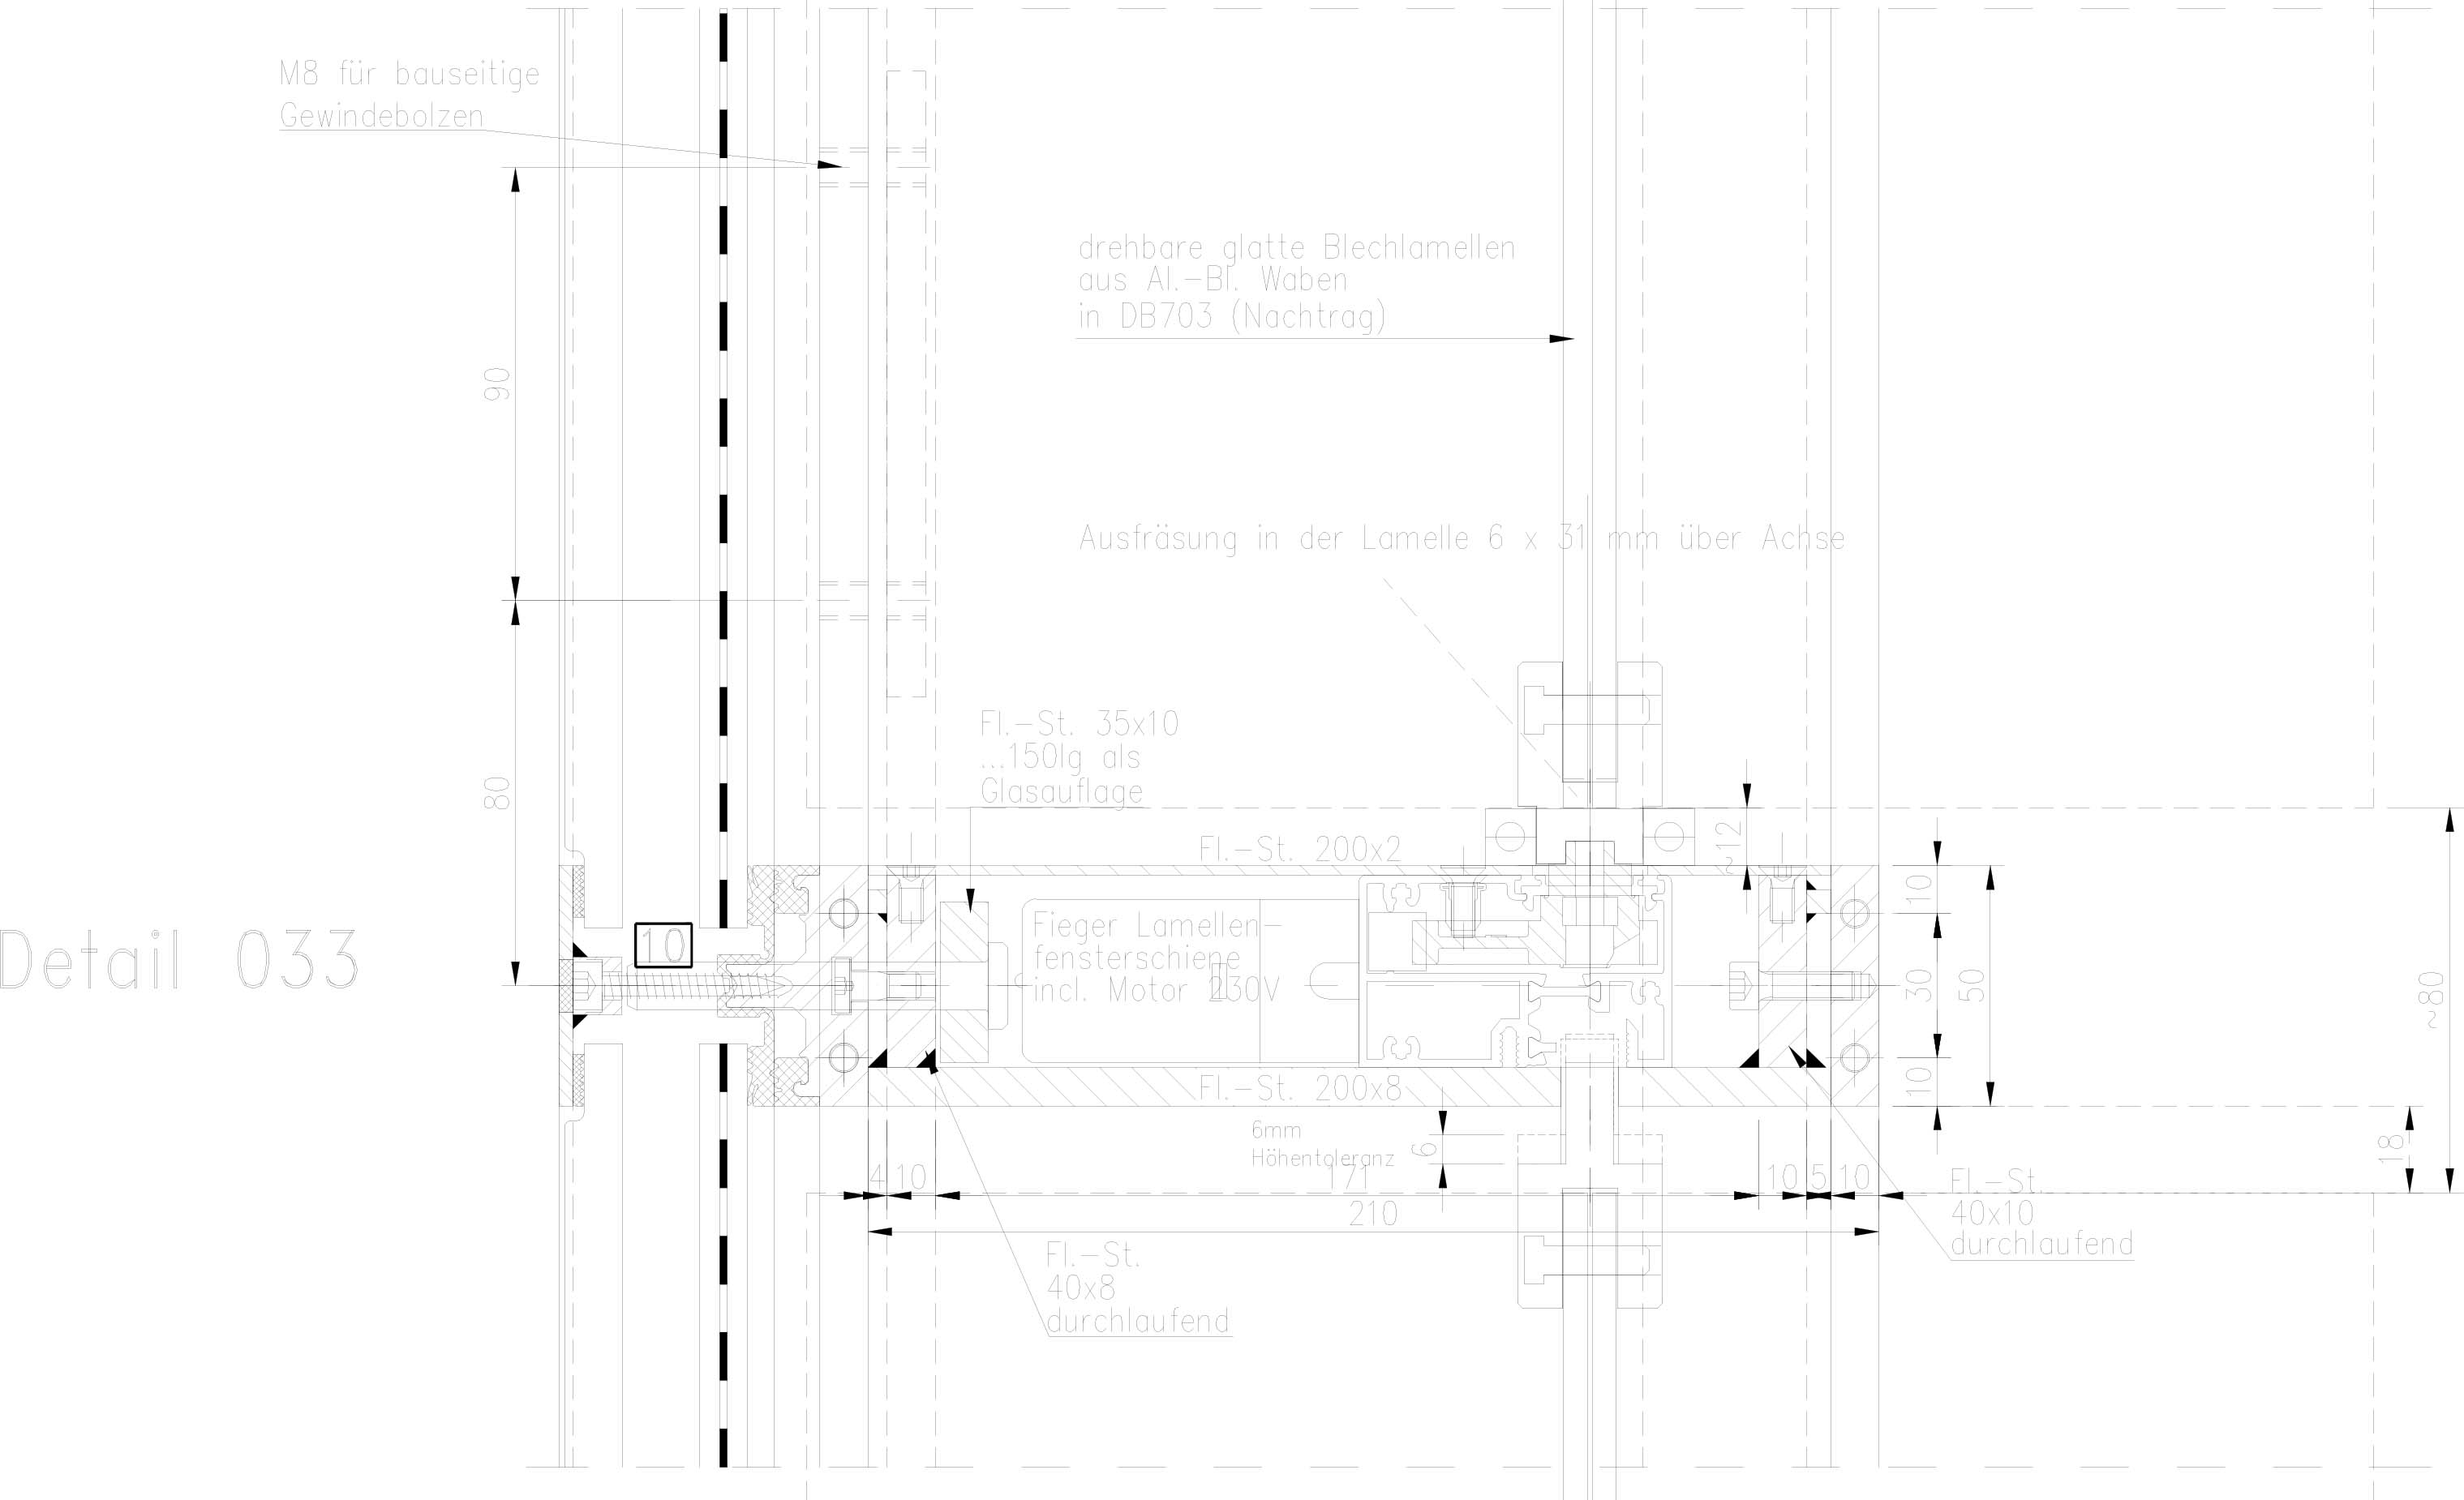 M8 für bauseitige
Gewindebolzen
drehbare glatte Blechlamellen
aus Al.-Bl. Waben
in DB703 (Nachtrag)
90
Ausfräsung in der Lamelle 6 x 31 mm über Achse
Fl.-St. 35x10
...150lg als
Glasauflage
80
Fl.-St. 200x2
~12
10
Detail 033
10
Fieger Lamellen-
fensterschiene
incl. Motor 230V
30
50
~80
10
Fl.-St. 200x8
6mm
Höhentoleranz
6
18
4
10
171
10
5
10
210
Fl.-St.
40x10
durchlaufend
Fl.-St.
40x8
durchlaufend